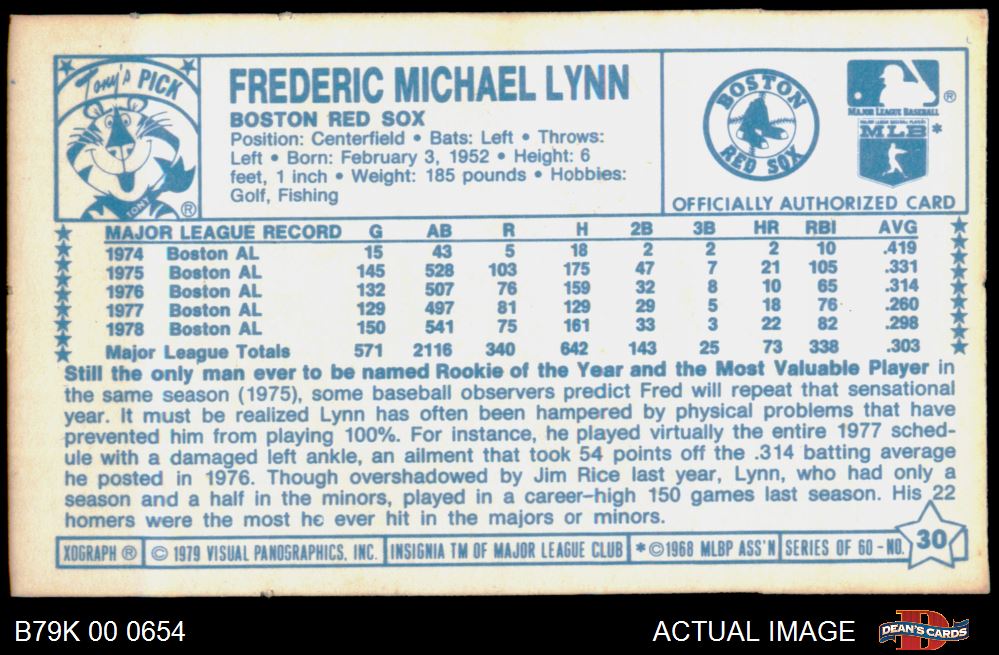 Tony's PICK
TONY
®
FREDERIC MICHAEL LYNN
BOSTON RED SOX
Position: Centerfield • Bats: Left • Throws:
Left • Born: February 3, 1952 • Height: 6
feet, 1 inch • Weight: 185 pounds • Hobbies:
Golf, Fishing
BOSTON
RED SOX
®
MAJOR LEAGUE BASEBALL
MAJOR LEAGUE BASEBALL PLAYERS
MLB*
OFFICIALLY AUTHORIZED CARD
MAJOR LEAGUE RECORD G AB R H 2B 3B HR RBI AVG
1974 Boston AL 15 43 5 18 2 2 2 10 .419
1975 Boston AL 145 528 103 175 47 7 21 105 .331
1976 Boston AL 132 507 76 159 32 8 10 65 .314
1977 Boston AL 129 497 81 129 29 5 18 76 .260
1978 Boston AL 150 541 75 161 33 3 22 82 .298
Major League Totals 571 2116 340 642 143 25 73 338 .303
Still the only man ever to be named Rookie of the Year and the Most Valuable Player in
the same season (1975), some baseball observers predict Fred will repeat that sensational
year. It must be realized Lynn has often been hampered by physical problems that have
prevented him from playing 100%. For instance, he played virtually the entire 1977 sched-
ule with a damaged left ankle, an ailment that took 54 points off the .314 batting average
he posted in 1976. Though overshadowed by Jim Rice last year, Lynn, who had only a
season and a half in the minors, played in a career-high 150 games last season. His 22
homers were the most he ever hit in the majors or minors.
XOGRAPH ® © 1979 VISUAL PANOGRAPHICS, INC. INSIGNIA TM OF MAJOR LEAGUE CLUB *©1968 MLBP ASS'N SERIES OF 60 - NO. 30
B79K 00 0654
ACTUAL IMAGE
D
DEAN'S CARDS